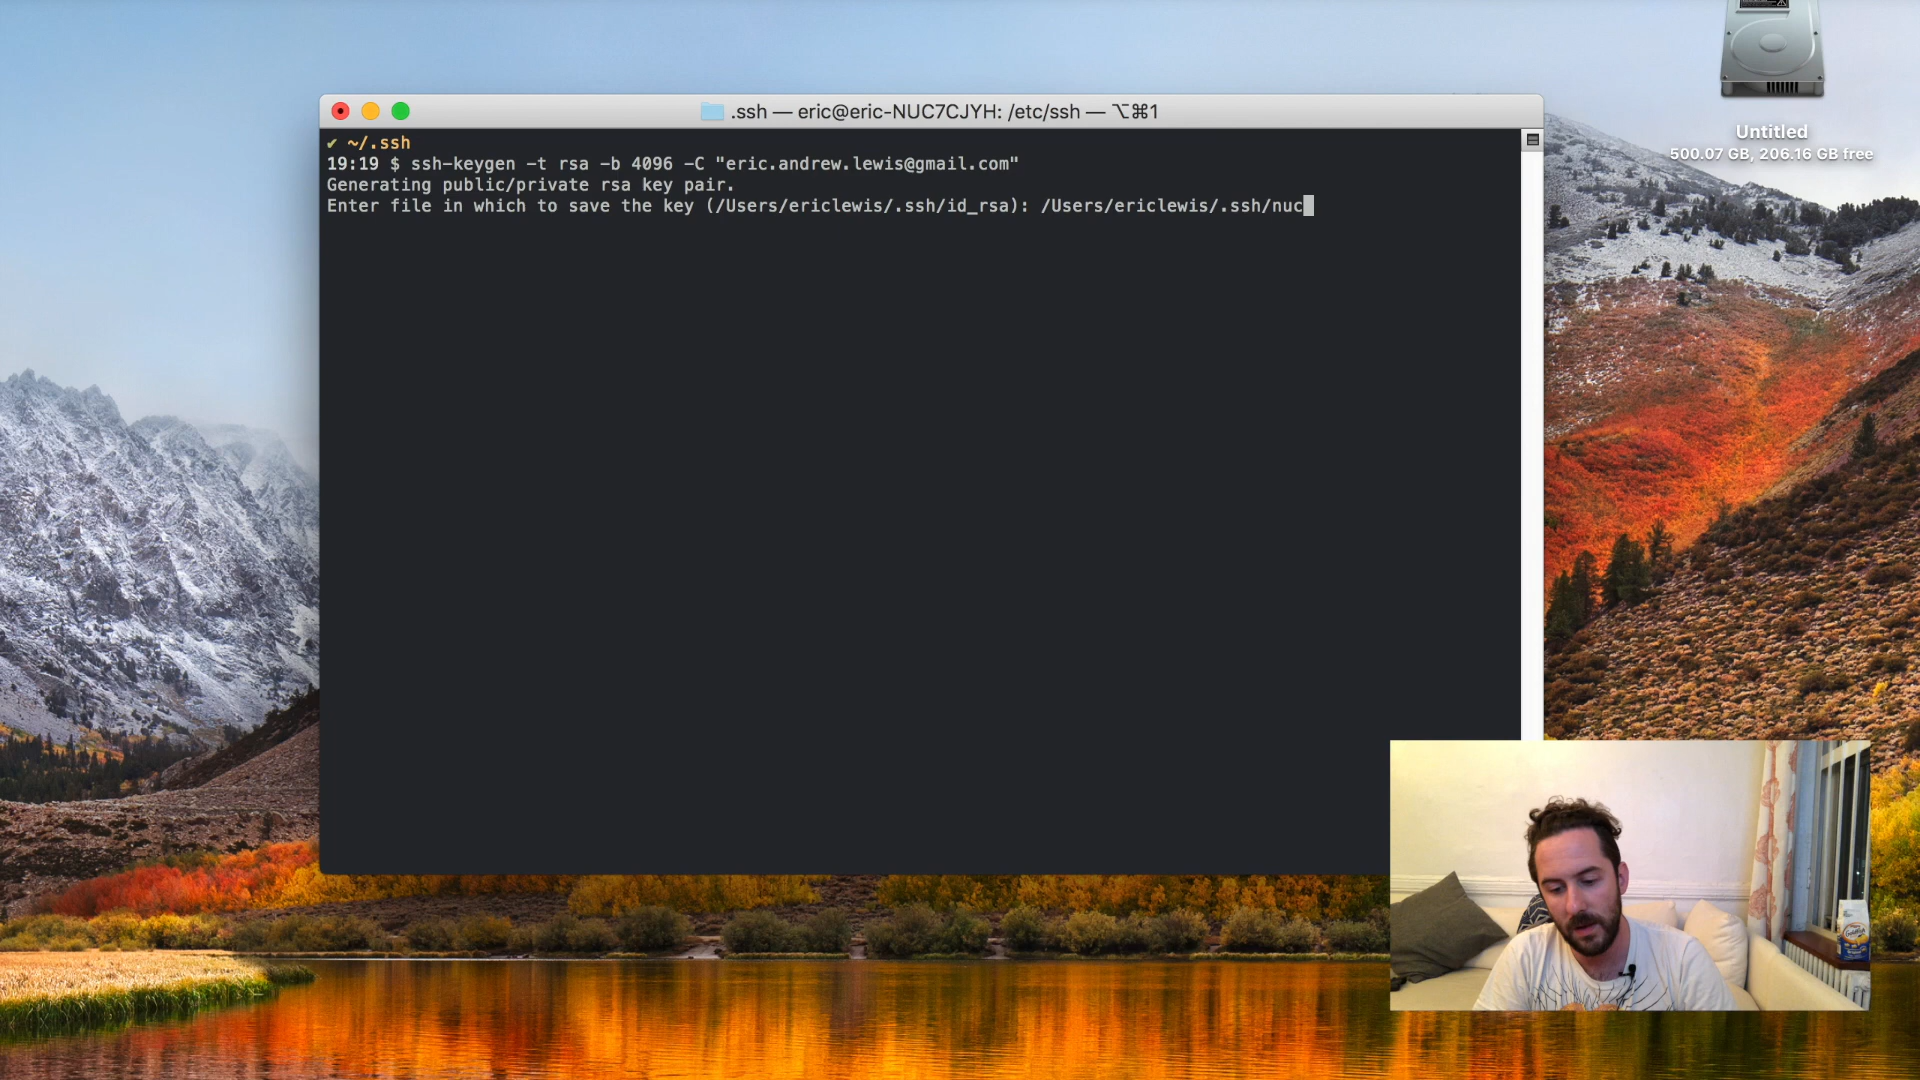 .ssh — eric@eric-NUC7CJYH: /etc/ssh — ⌥⌘1
✔ ~/.ssh
19:19 $ ssh-keygen -t rsa -b 4096 -C "eric.andrew.lewis@gmail.com"
Generating public/private rsa key pair.
Enter file in which to save the key (/Users/ericlewis/.ssh/id_rsa): /Users/ericlewis/.ssh/nuc
Untitled
500.07 GB, 206.16 GB free
Goldfish